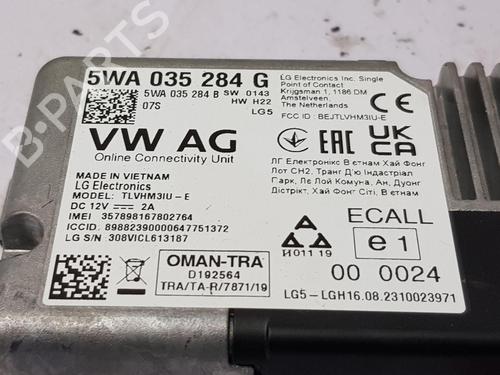 5WA 035 284 G
5WA 035 284 B
SW 0143
HW H22
07S
LG5
LG Electronics Inc. Single
Point of Contact
Krijgsman 1, 1186 DM
Amstelveen,
The Netherlands
FCC ID : BEJTLVHM3IU-E
VW AG
Online Connectivity Unit
EAC
UK
CA
MADE IN VIETNAM
LG Electronics
MODEL: TLVHM3IU-E
DC 12V 2A
IMEI 357898167802764
ICCID: 89882390000647751372
LG S/N: 308VICL613187
ЛГ Електронікс В'єтнам Хай Фонг
Лот CH2, Транг Д'ю Індастріал
Парк, Лє Лой Комуна, Ан, Дуонг
Дістрікт, Хай Фонг Сіті, В'єтнам
OMAN-TRA
D192564
TRA/TA-R/7871/19
И011 19
ECALL
e1
00 0024
LG5-LGH16.08.2310023971
B-PARTS